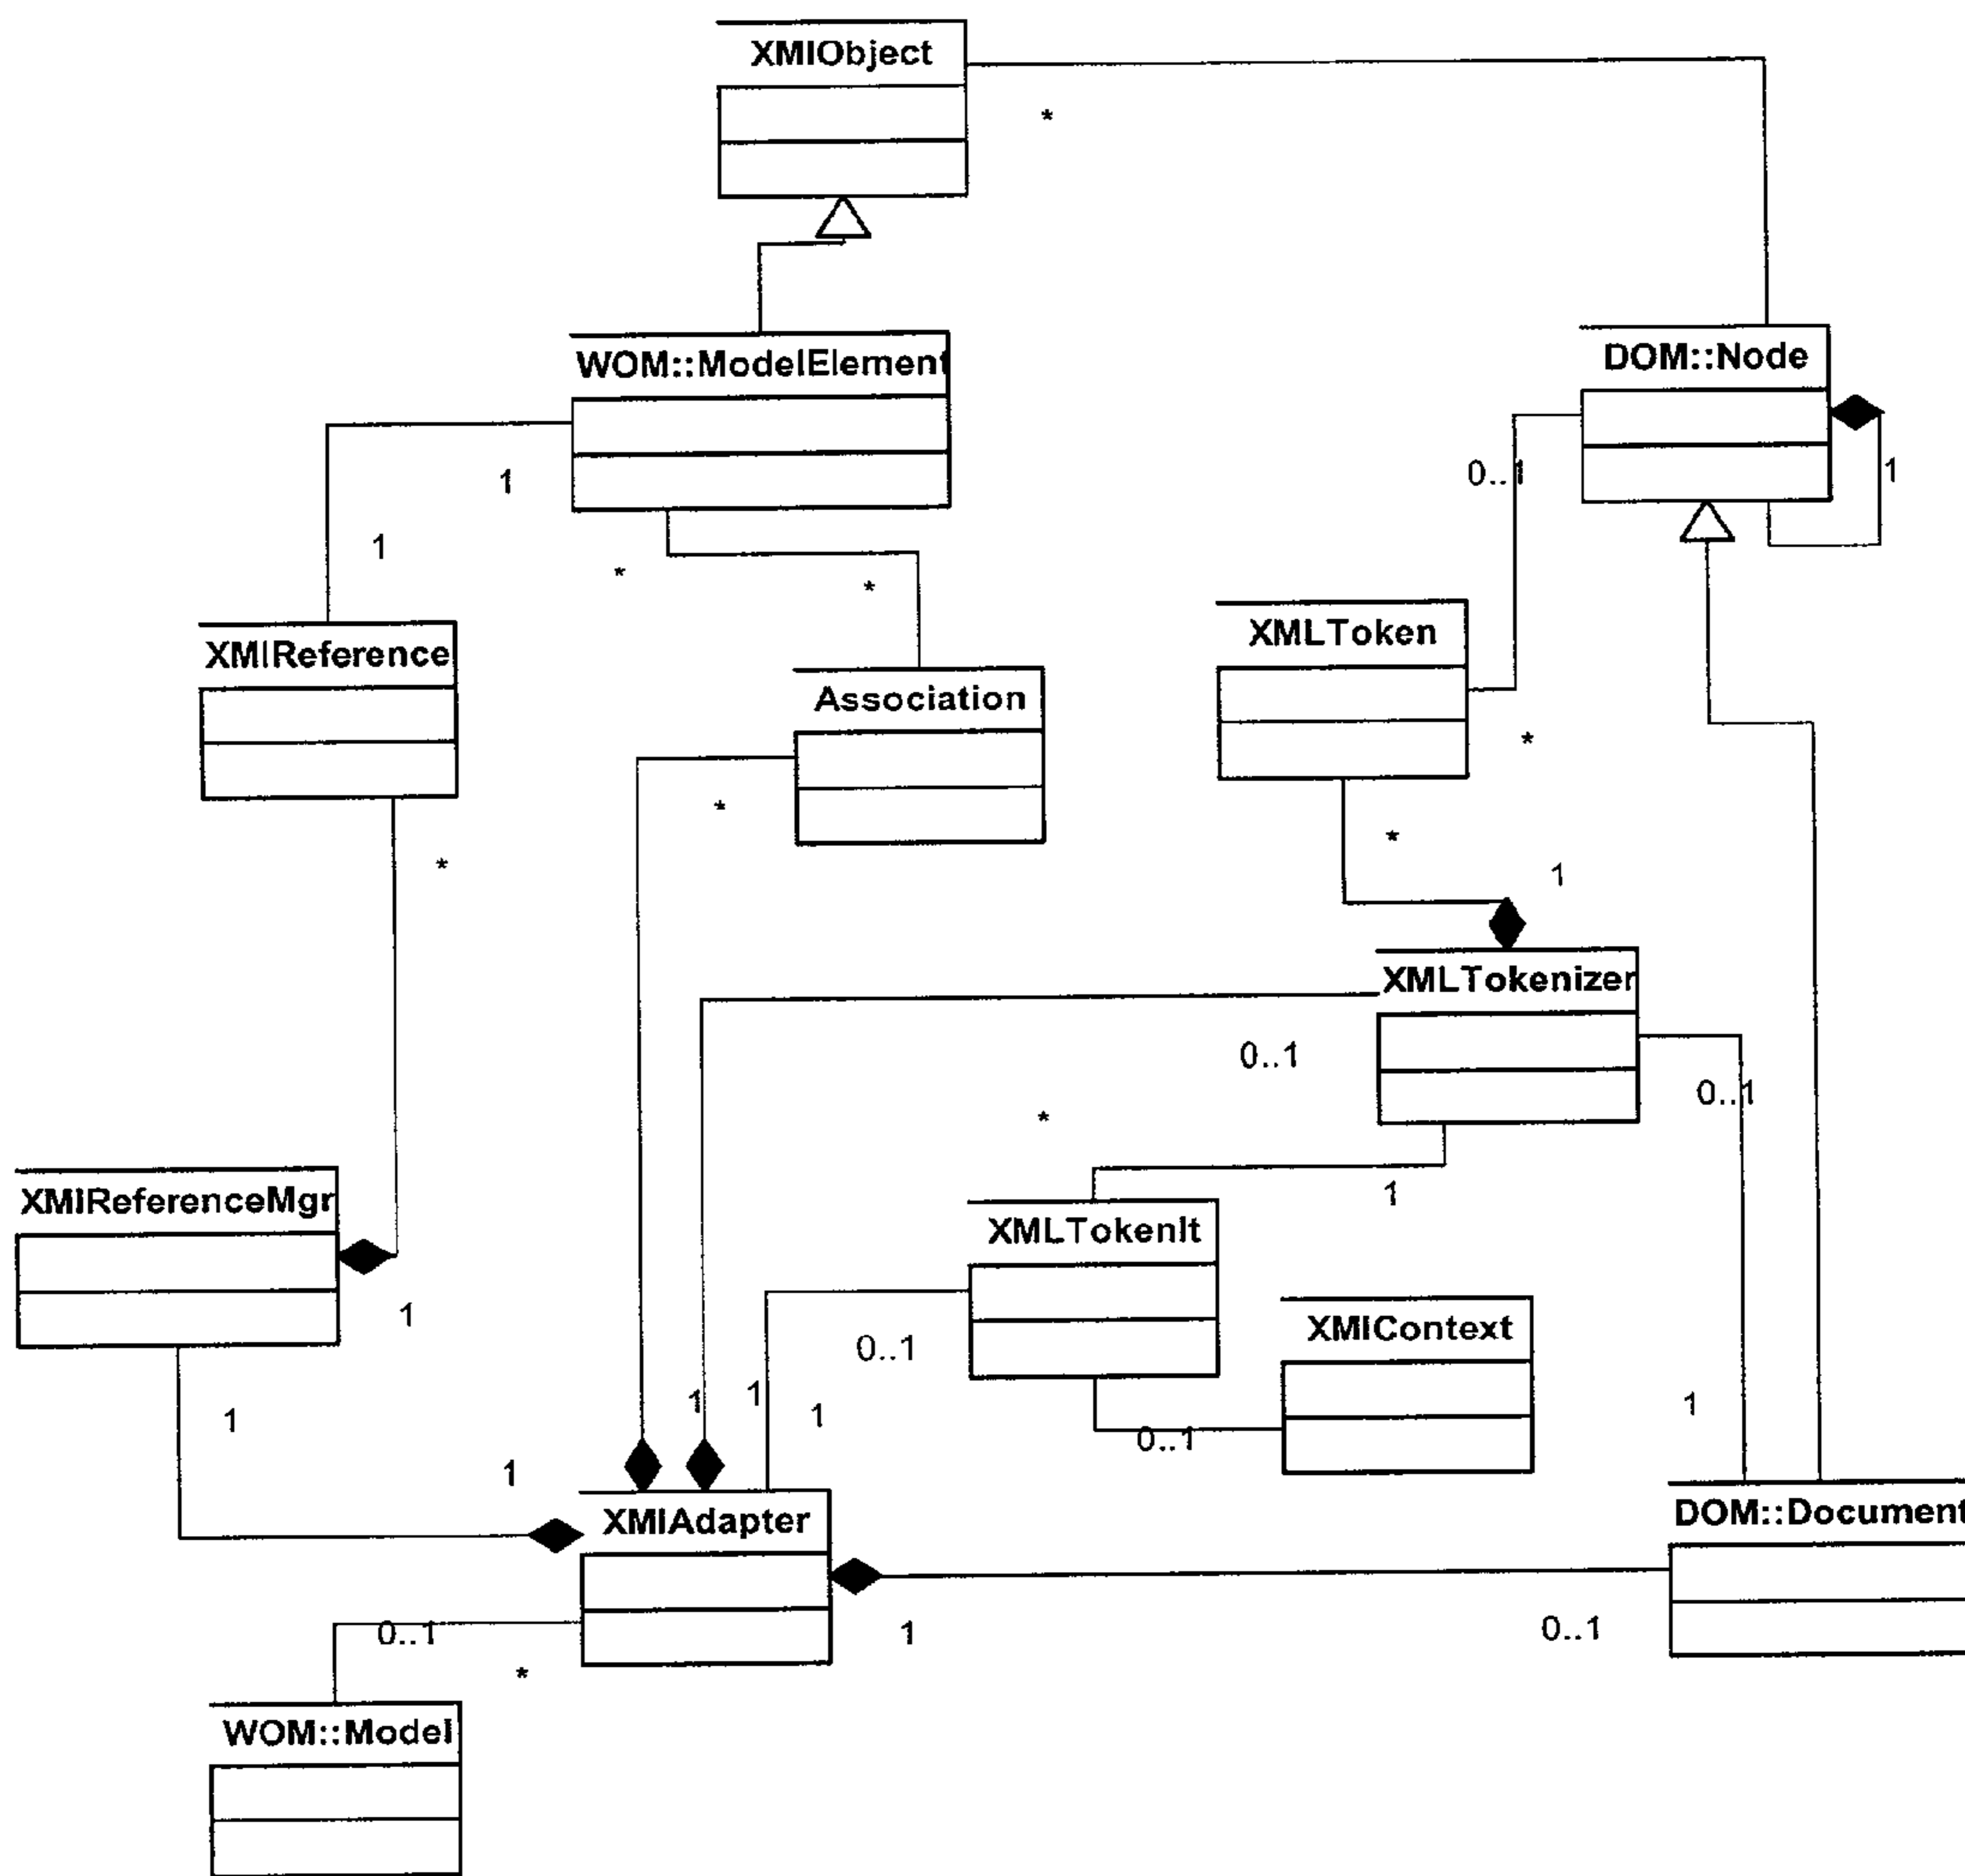 XMIObject
*
WOM::ModelElement
DOM::Node
1
0..1
1
1
*
*
XMIReference
XMLToken
Association
*
*
*
*
1
XMLTokenizer
0..1
0..1
*
XMIReferenceMgr
1
XMLTokenIt
1
XMIContext
0..1
1
1
1
1
1
0..1
1
XMIAdapter
DOM::Document
0..1
1
0..1
*
WOM::Model